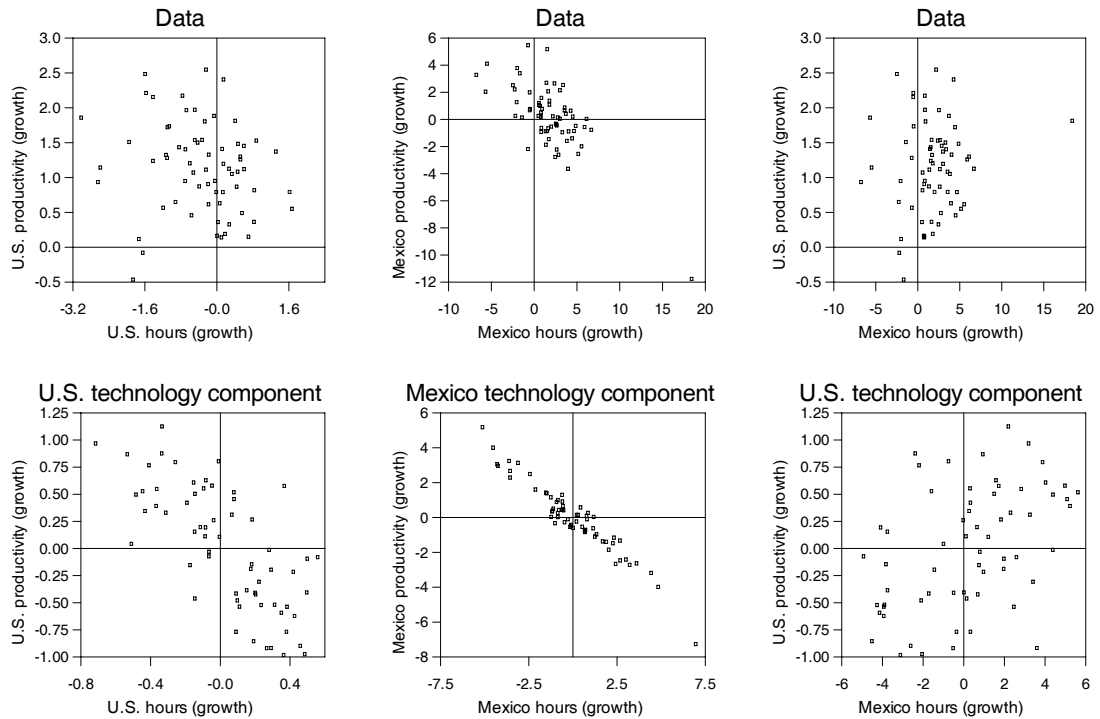 Data
3.0
2.5
2.0
1.5
1.0
0.5
0.0
-0.5
U.S. productivity (growth)
-3.2 -1.6 -0.0 1.6
U.S. hours (growth)
Data
6
4
2
0
-2
-4
-6
-8
-10
-12
Mexico productivity (growth)
-10 -5 0 5 10 15 20
Mexico hours (growth)
Data
3.0
2.5
2.0
1.5
1.0
0.5
0.0
-0.5
U.S. productivity (growth)
-10 -5 0 5 10 15 20
Mexico hours (growth)
U.S. technology component
1.25
1.00
0.75
0.50
0.25
0.00
-0.25
-0.50
-0.75
-1.00
U.S. productivity (growth)
-0.8 -0.4 -0.0 0.4
U.S. hours (growth)
Mexico technology component
6
4
2
0
-2
-4
-6
-8
Mexico productivity (growth)
-7.5 -2.5 2.5 7.5
Mexico hours (growth)
U.S. technology component
1.25
1.00
0.75
0.50
0.25
0.00
-0.25
-0.50
-0.75
-1.00
U.S. productivity (growth)
-6 -4 -2 0 2 4 6
Mexico hours (growth)